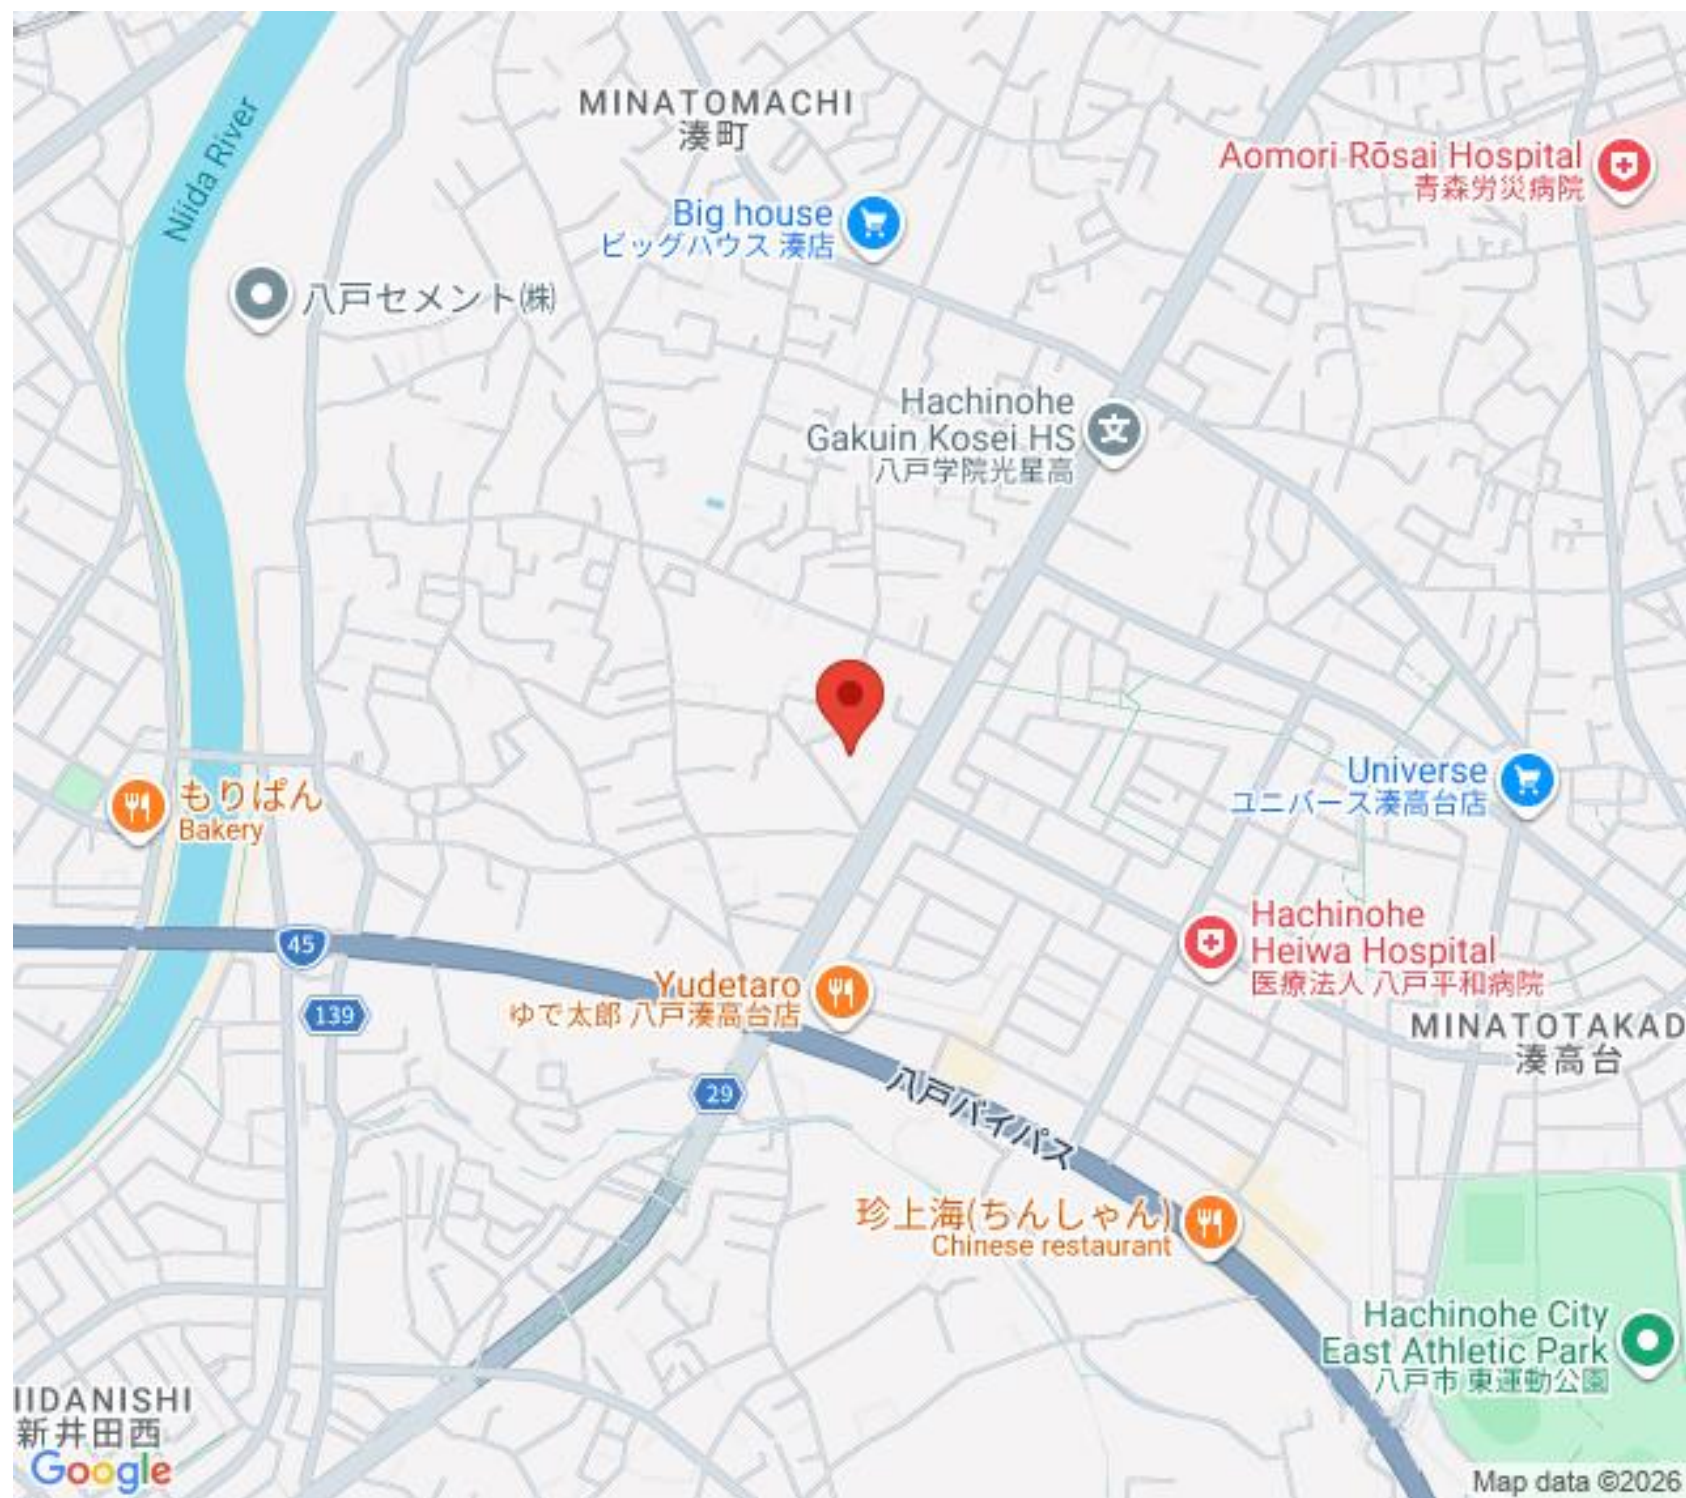 MINATOMACHI
湊町
Niida River
Aomori Rōsai Hospital
青森労災病院
Big house
ビッグハウス 湊店
八戸セメント㈱
Hachinohe
Gakuin Kosei HS
八戸学院光星高
文
Universe
ユニバース湊高台店
もりぱん
Bakery
Hachinohe
Heiwa Hospital
医療法人 八戸平和病院
45
Yudetaro
ゆで太郎 八戸湊高台店
139
MINATOTAKAD
湊高台
29
八戸バイパス
珍上海(ちんしゃん)
Chinese restaurant
Hachinohe City
East Athletic Park
八戸市 東運動公園
IIDANISHI
新井田西
Google
Map data ©2026